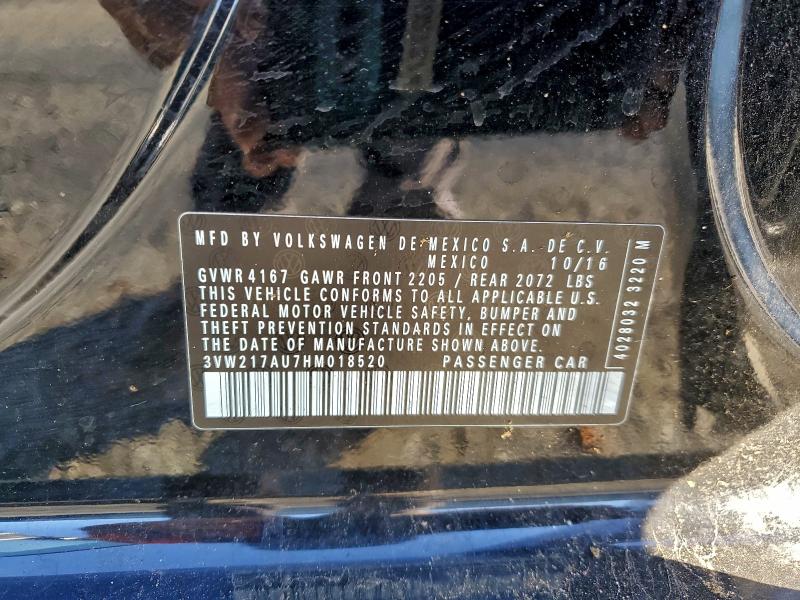 MFD BY VOLKSWAGEN DE MEXICO S.A. DE C.V.
MEXICO 10/16
GVWR 4167 GAWR FRONT 2205 / REAR 2072 LBS
THIS VEHICLE CONFORMS TO ALL APPLICABLE U.S.
FEDERAL MOTOR VEHICLE SAFETY, BUMPER AND
THEFT PREVENTION STANDARDS IN EFFECT ON
THE DATE OF MANUFACTURE SHOWN ABOVE.
3VW217AU7HM018520 PASSENGER CAR
4028032 3220 M